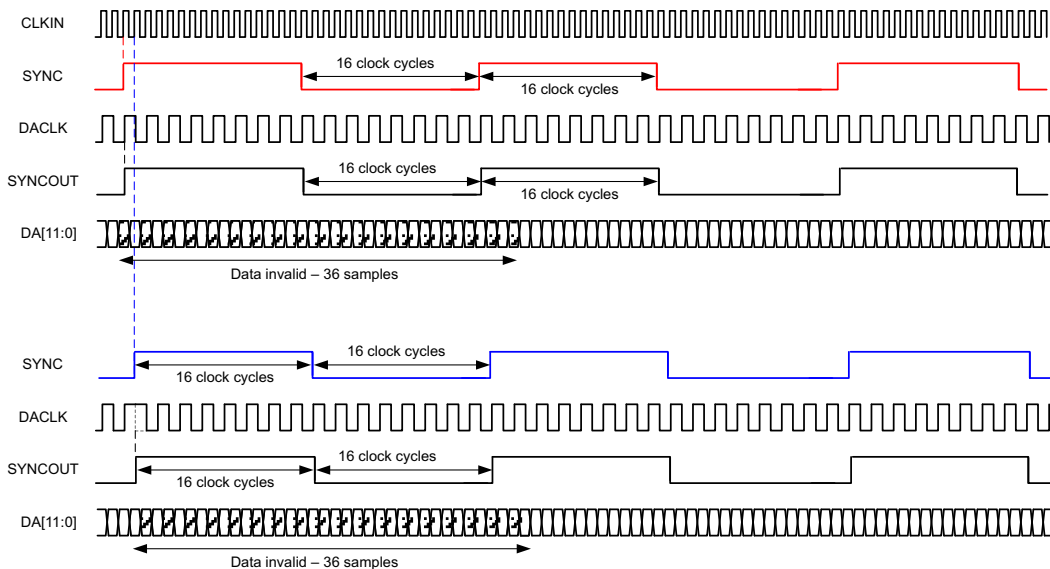 CLKIN
SYNC
16 clock cycles
16 clock cycles
DACLK
SYNCOUT
16 clock cycles
16 clock cycles
DA[11:0]
Data invalid – 36 samples
SYNC
16 clock cycles
16 clock cycles
DACLK
SYNCOUT
16 clock cycles
16 clock cycles
DA[11:0]
Data invalid – 36 samples